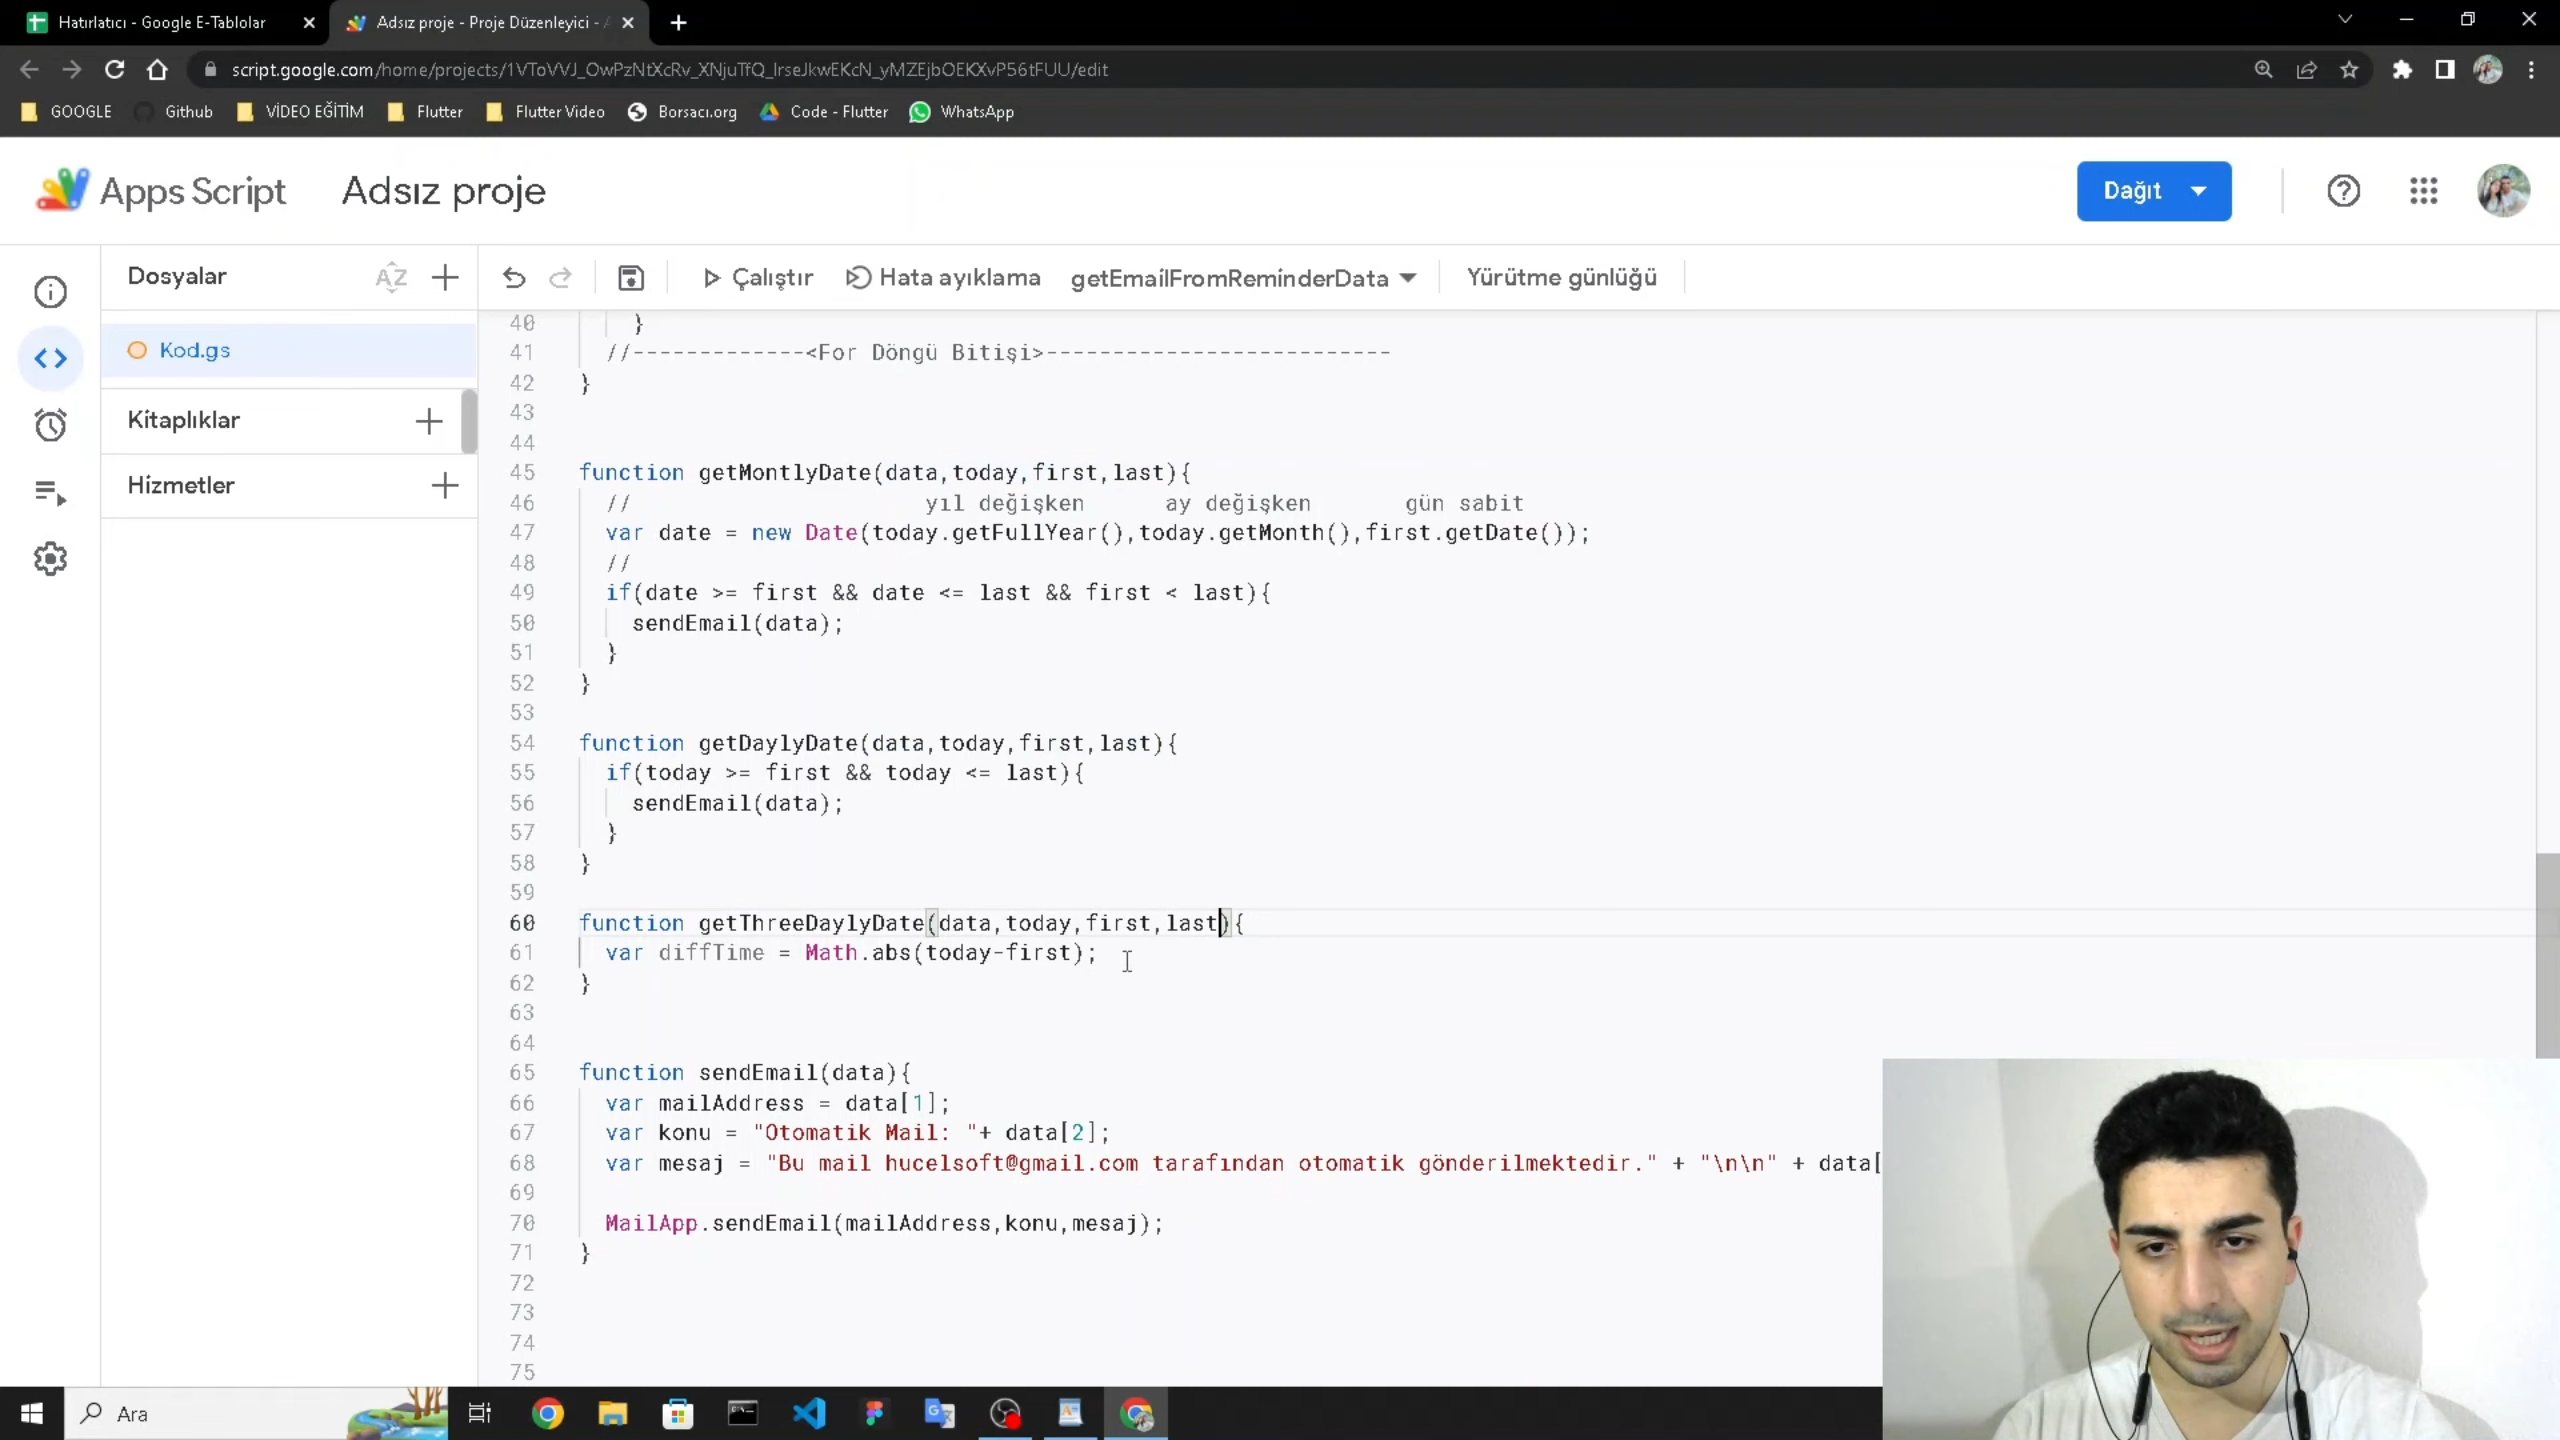 Hatırlatıcı - Google E-Tablolar
Adsız proje - Proje Düzenleyici - A
script.google.com/home/projects/1VToVVJ_OwPzNtXcRv_XNjuTfQ_lrseJkwEKcN_yMZEjbOEKXvP56tFUU/edit
GOOGLE Github VİDEO EĞİTİM Flutter Flutter Video Borsacı.org Code - Flutter WhatsApp
Apps Script Adsız proje Dağıt
Dosyalar
Çalıştır Hata ayıklama getEmailFromReminderData Yürütme günlüğü
Kod.gs
Kitaplıklar
Hizmetler
40 }
41 //-------------<For Döngü Bitişi>--------------------------
42 }
43
44
45 function getMontlyDate(data,today,first,last){
46 // yıl değişken ay değişken gün sabit
47 var date = new Date(today.getFullYear(),today.getMonth(),first.getDate());
48 //
49 if(date >= first && date <= last && first < last){
50 sendEmail(data);
51 }
52 }
53
54 function getDaylyDate(data,today,first,last){
55 if(today >= first && today <= last){
56 sendEmail(data);
57 }
58 }
59
60 function getThreeDaylyDate(data,today,first,last){
61 var diffTime = Math.abs(today-first);
62 }
63
64
65 function sendEmail(data){
66 var mailAddress = data[1];
67 var konu = "Otomatik Mail: "+ data[2];
68 var mesaj = "Bu mail hucelsoft@gmail.com tarafından otomatik gönderilmektedir." + "\n\n" + data[
69
70 MailApp.sendEmail(mailAddress,konu,mesaj);
71 }
72
73
74
75
Ara